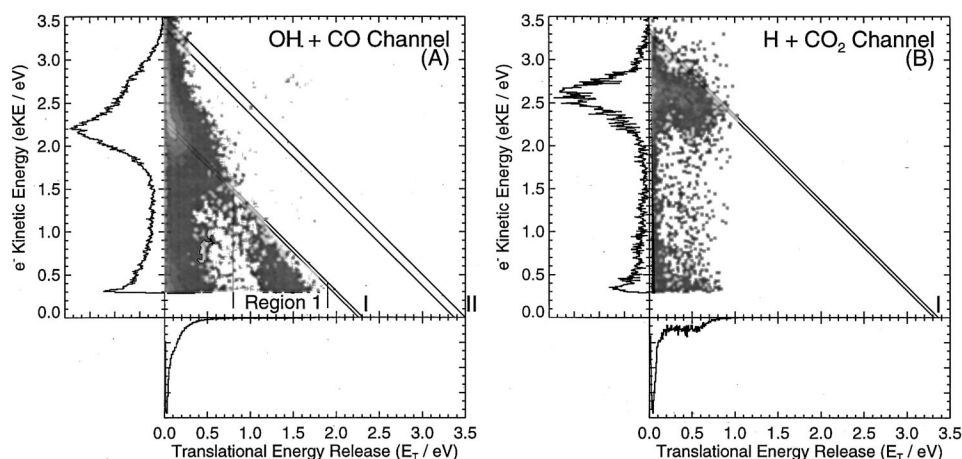 OH + CO Channel
(A)
e⁻ Kinetic Energy (eKE / eV)
3.5
3.0
2.5
2.0
1.5
1.0
0.5
0.0
Region 1
I
II
0.0 0.5 1.0 1.5 2.0 2.5 3.0 3.5
Translational Energy Release (E_T / eV)
H + CO₂ Channel
(B)
e⁻ Kinetic Energy (eKE / eV)
3.5
3.0
2.5
2.0
1.5
1.0
0.5
0.0
I
0.0 0.5 1.0 1.5 2.0 2.5 3.0 3.5
Translational Energy Release (E_T / eV)